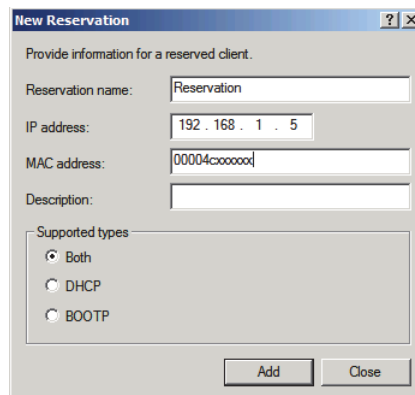 New Reservation
Provide information for a reserved client.
Reservation name: Reservation
IP address: 192 . 168 . 1 . 5
MAC address: 00004cxxxxxx
Description:
Supported types
Both
DHCP
BOOTP
Add Close